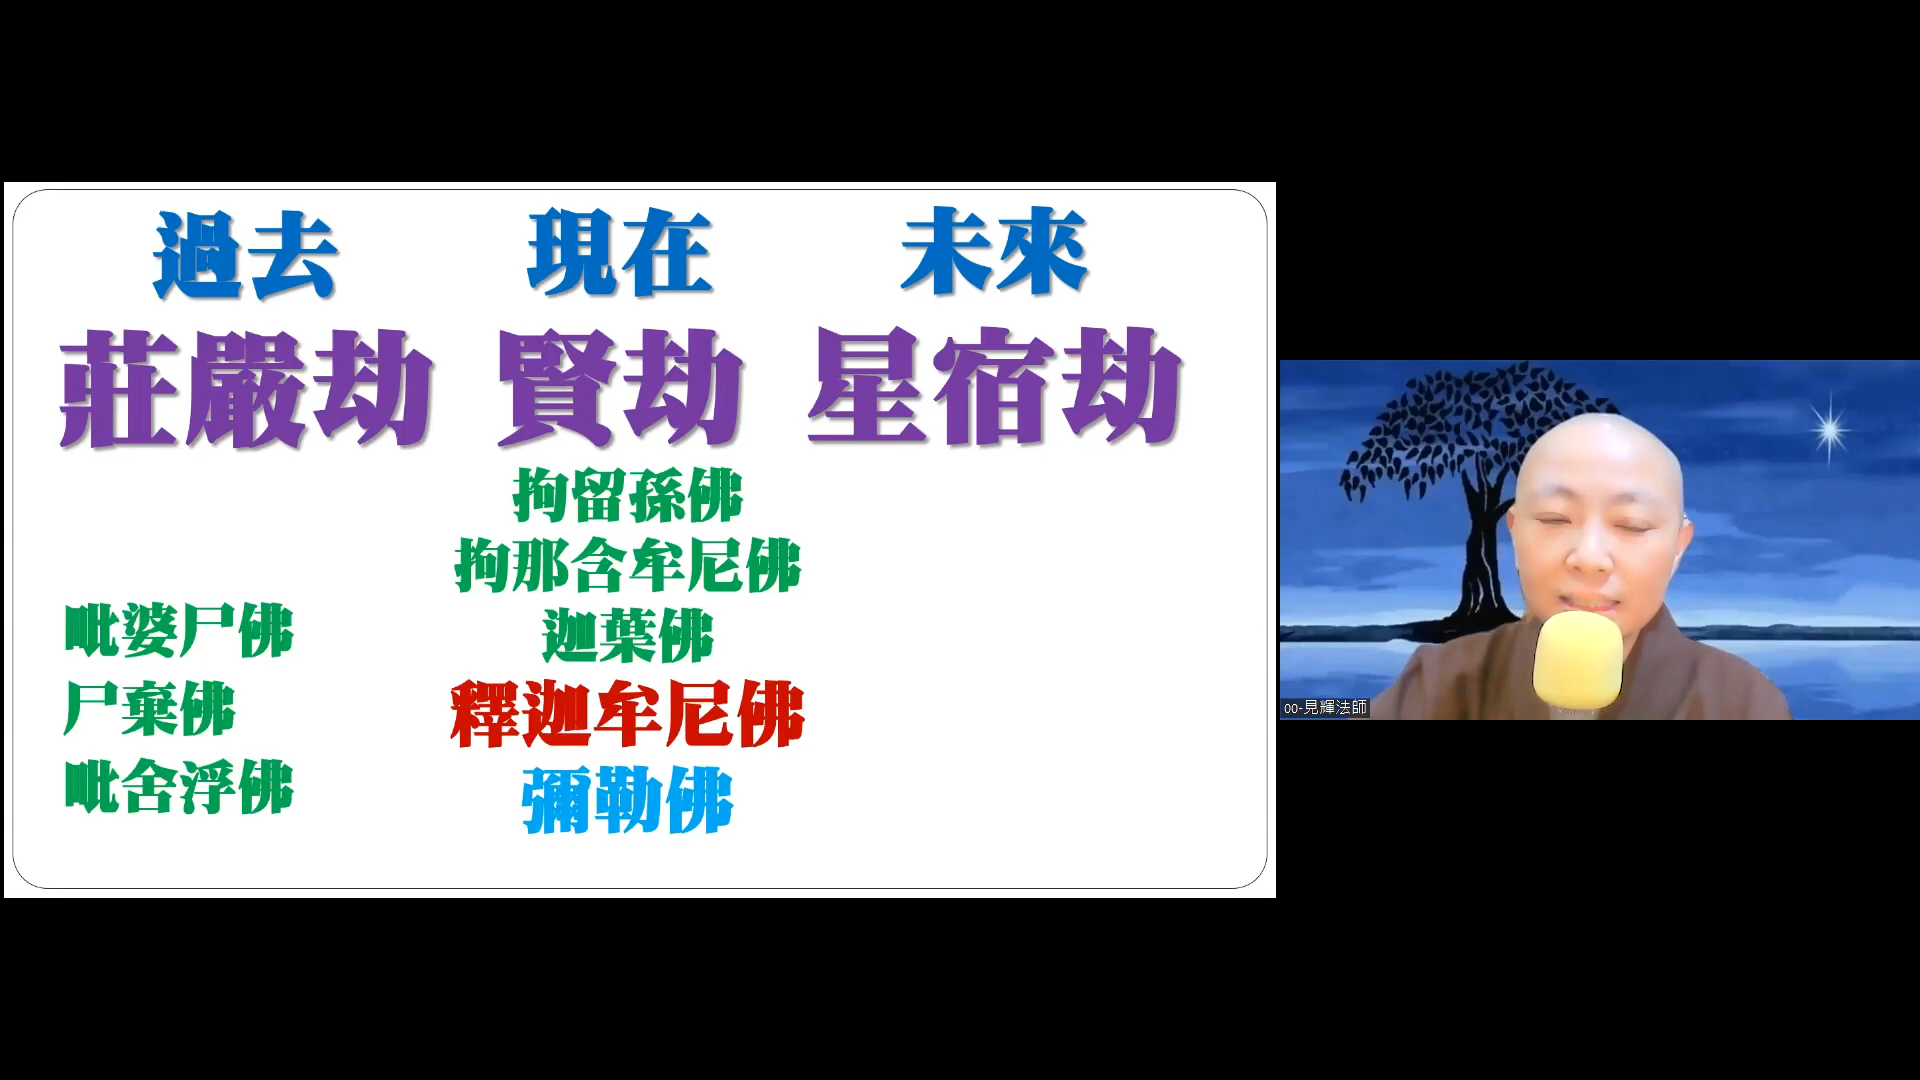 過去 現在 未來
莊嚴劫 賢劫 星宿劫
拘留孫佛
拘那含牟尼佛
毗婆尸佛 迦葉佛
尸棄佛 釋迦牟尼佛
毗舍浮佛 彌勒佛
00-見輝法師